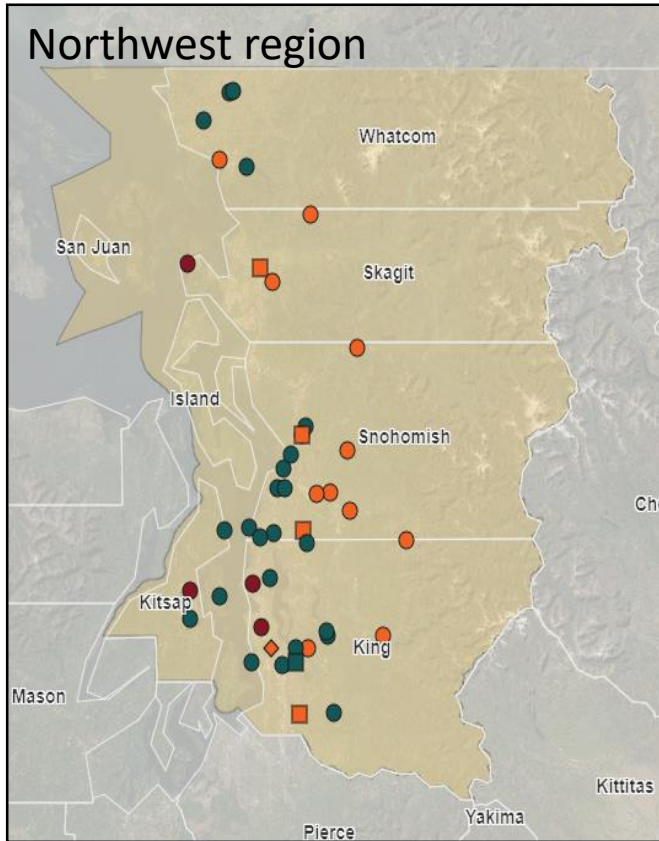 Northwest region
Whatcom
San Juan
Skagit
Island
Snohomish
Kitsap
King
Mason
Kittitas
Yakima
Pierce